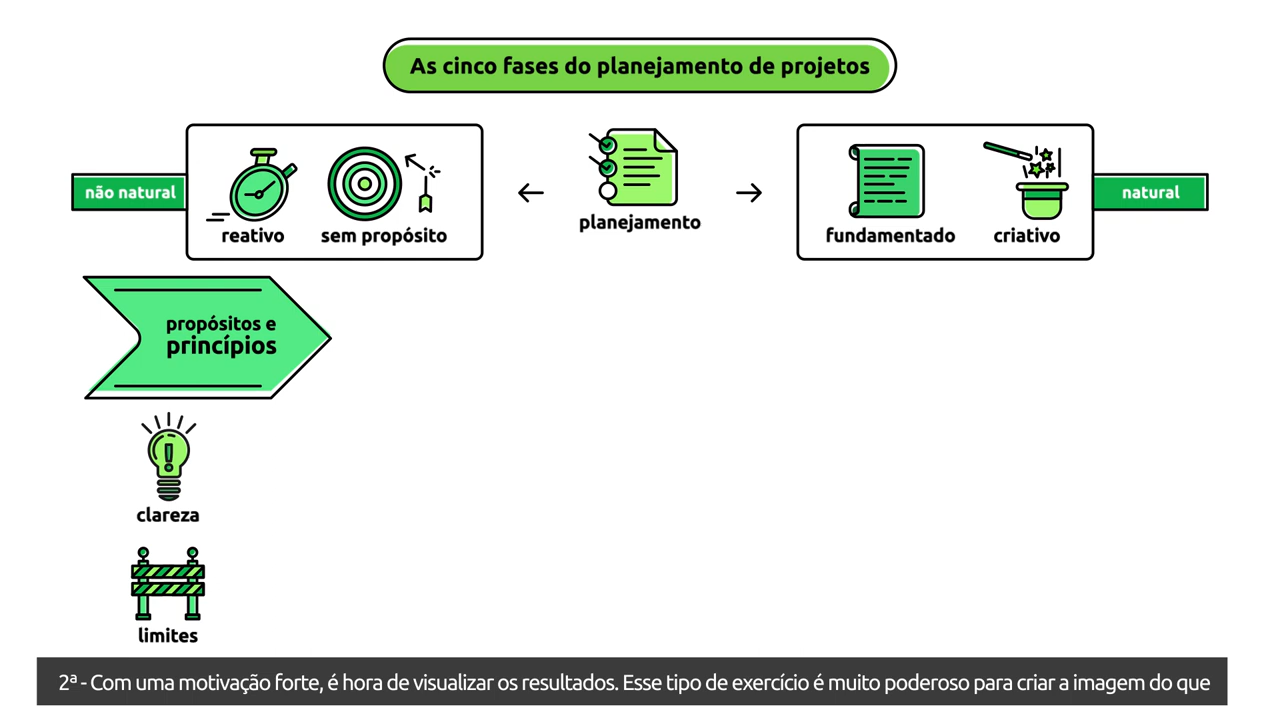 As cinco fases do planejamento de projetos
não natural
reativo
sem propósito
planejamento
fundamentado
criativo
natural
propósitos e
princípios
clareza
limites
2ª - Com uma motivação forte, é hora de visualizar os resultados. Esse tipo de exercício é muito poderoso para criar a imagem do que